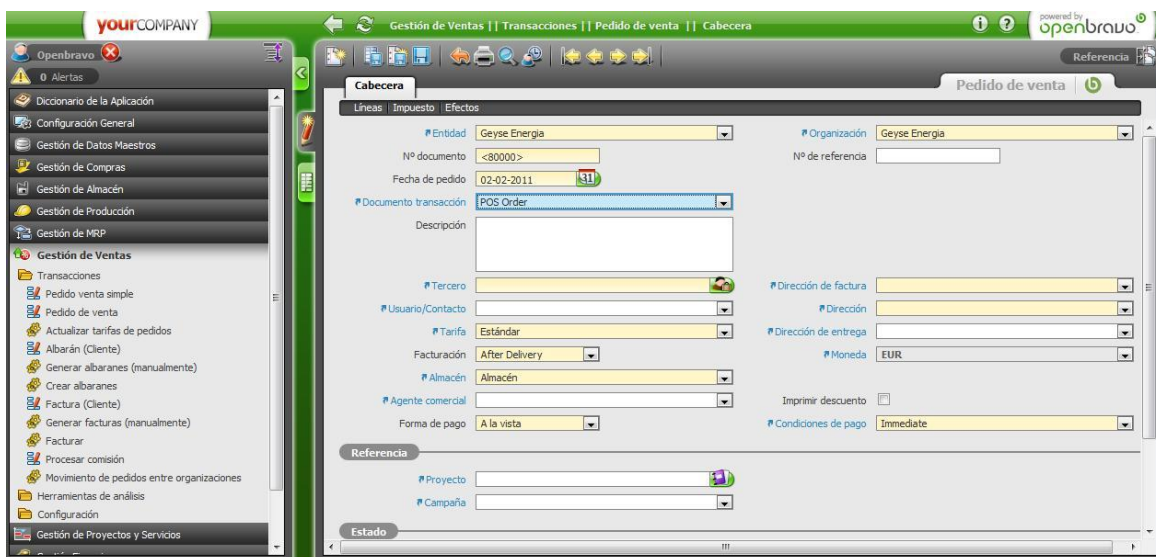 yourCOMPANY
Gestión de Ventas || Transacciones || Pedido de venta || Cabecera
powered by
openbravo
Openbravo
0 Alertas
Referencia
Diccionario de la Aplicación
Configuración General
Gestión de Datos Maestros
Gestión de Compras
Gestión de Almacén
Gestión de Producción
Gestión de MRP
Gestión de Ventas
Transacciones
Pedido venta simple
Pedido de venta
Actualizar tarifas de pedidos
Albarán (Cliente)
Generar albaranes (manualmente)
Crear albaranes
Factura (Cliente)
Generar facturas (manualmente)
Facturar
Procesar comisión
Movimiento de pedidos entre organizaciones
Herramientas de análisis
Configuración
Gestión de Proyectos y Servicios
Cabecera
Pedido de venta
Líneas Impuesto Efectos
Entidad Geyse Energia Organización Geyse Energia
Nº documento <80000> Nº de referencia
Fecha de pedido 02-02-2011 31
Documento transacción POS Order
Descripción
Tercero Dirección de factura
Usuario/Contacto Dirección
Tarifa Estándar Dirección de entrega
Facturación After Delivery Moneda EUR
Almacén Almacén
Agente comercial Imprimir descuento
Forma de pago A la vista Condiciones de pago Immediate
Referencia
Proyecto
Campaña
Estado